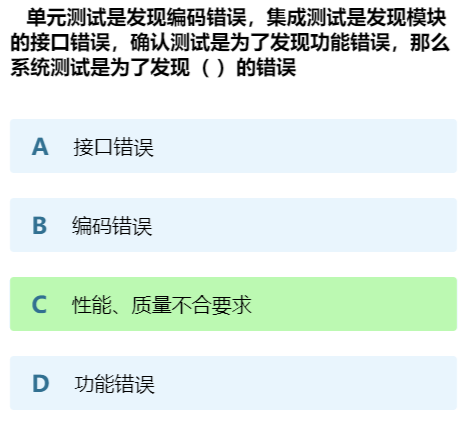 单元测试是发现编码错误，集成测试是发现模块
的接口错误，确认测试是为了发现功能错误，那么
系统测试是为了发现（ ）的错误
A 接口错误
B 编码错误
C 性能、质量不合要求
D 功能错误